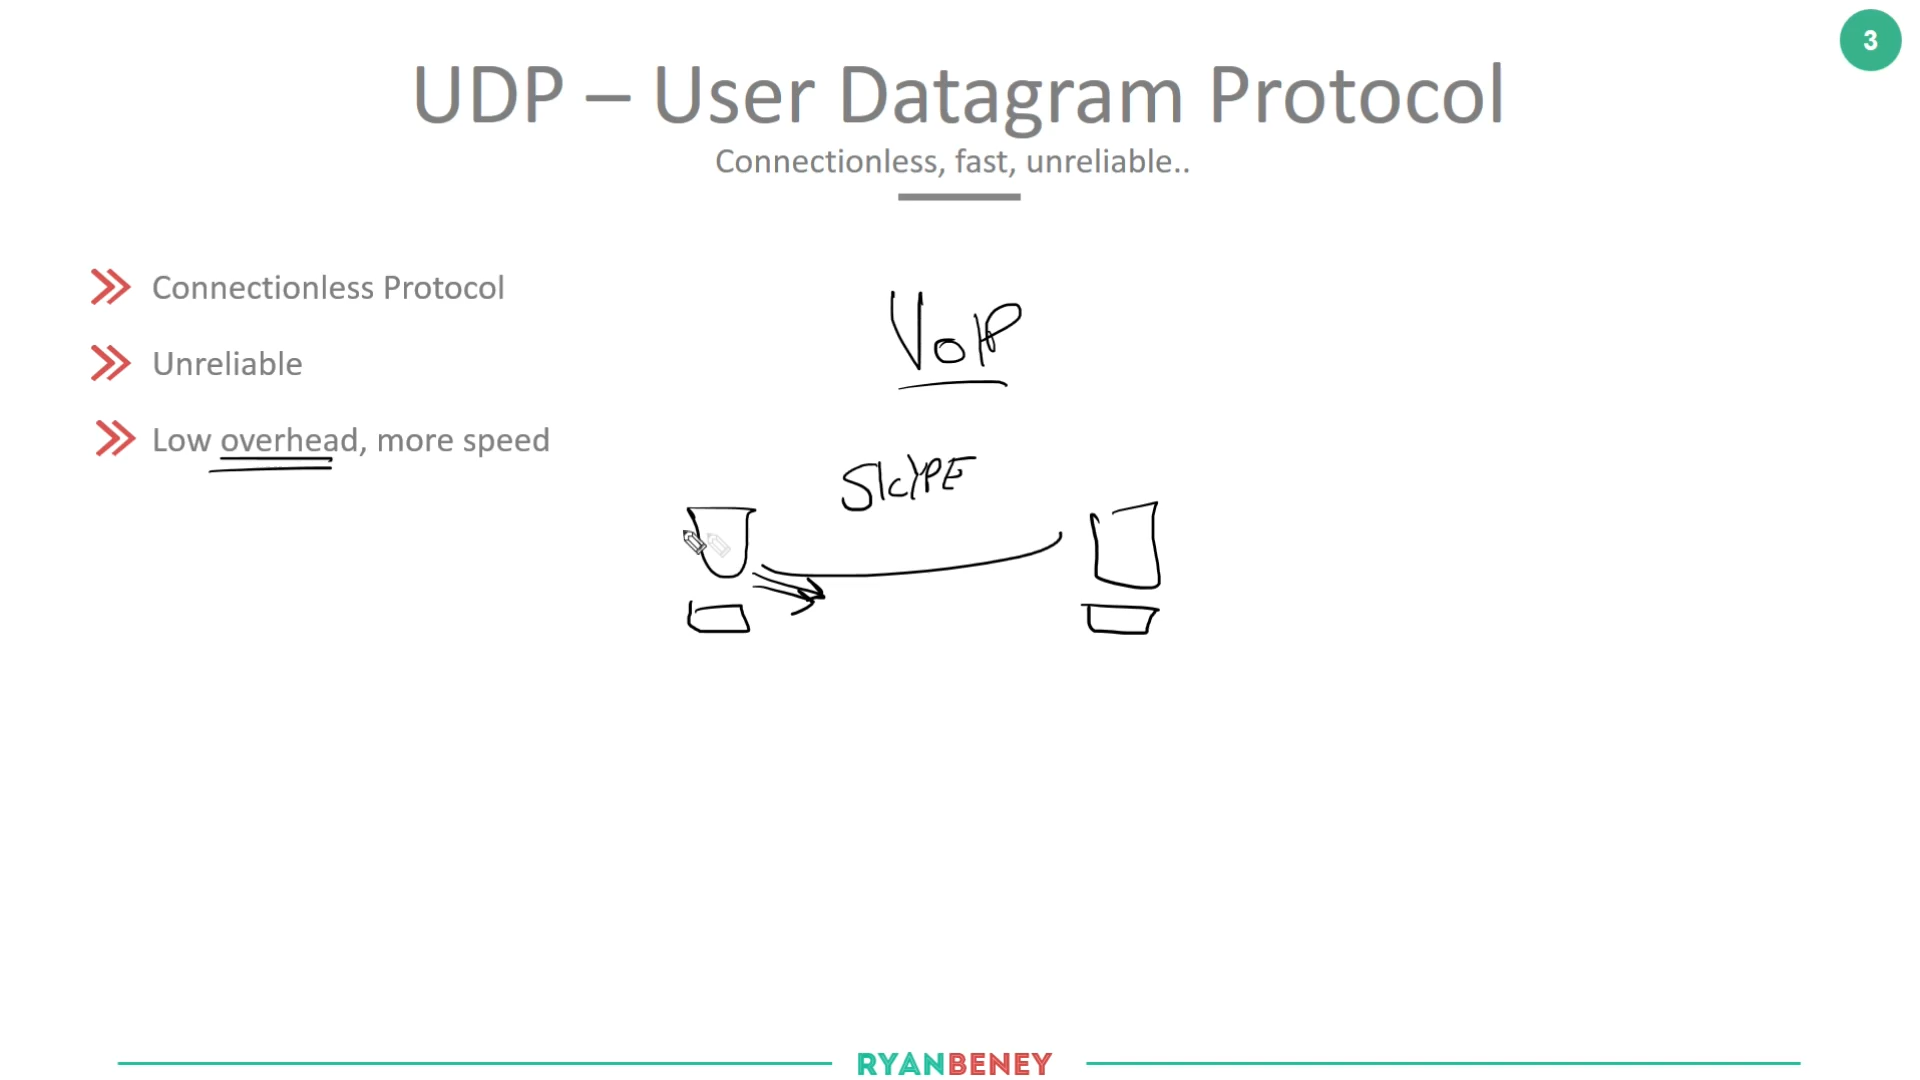 3
UDP – User Datagram Protocol
Connectionless, fast, unreliable..
Connectionless Protocol
Unreliable
Low overhead, more speed
VoIP
SKYPE
RYANBENEY